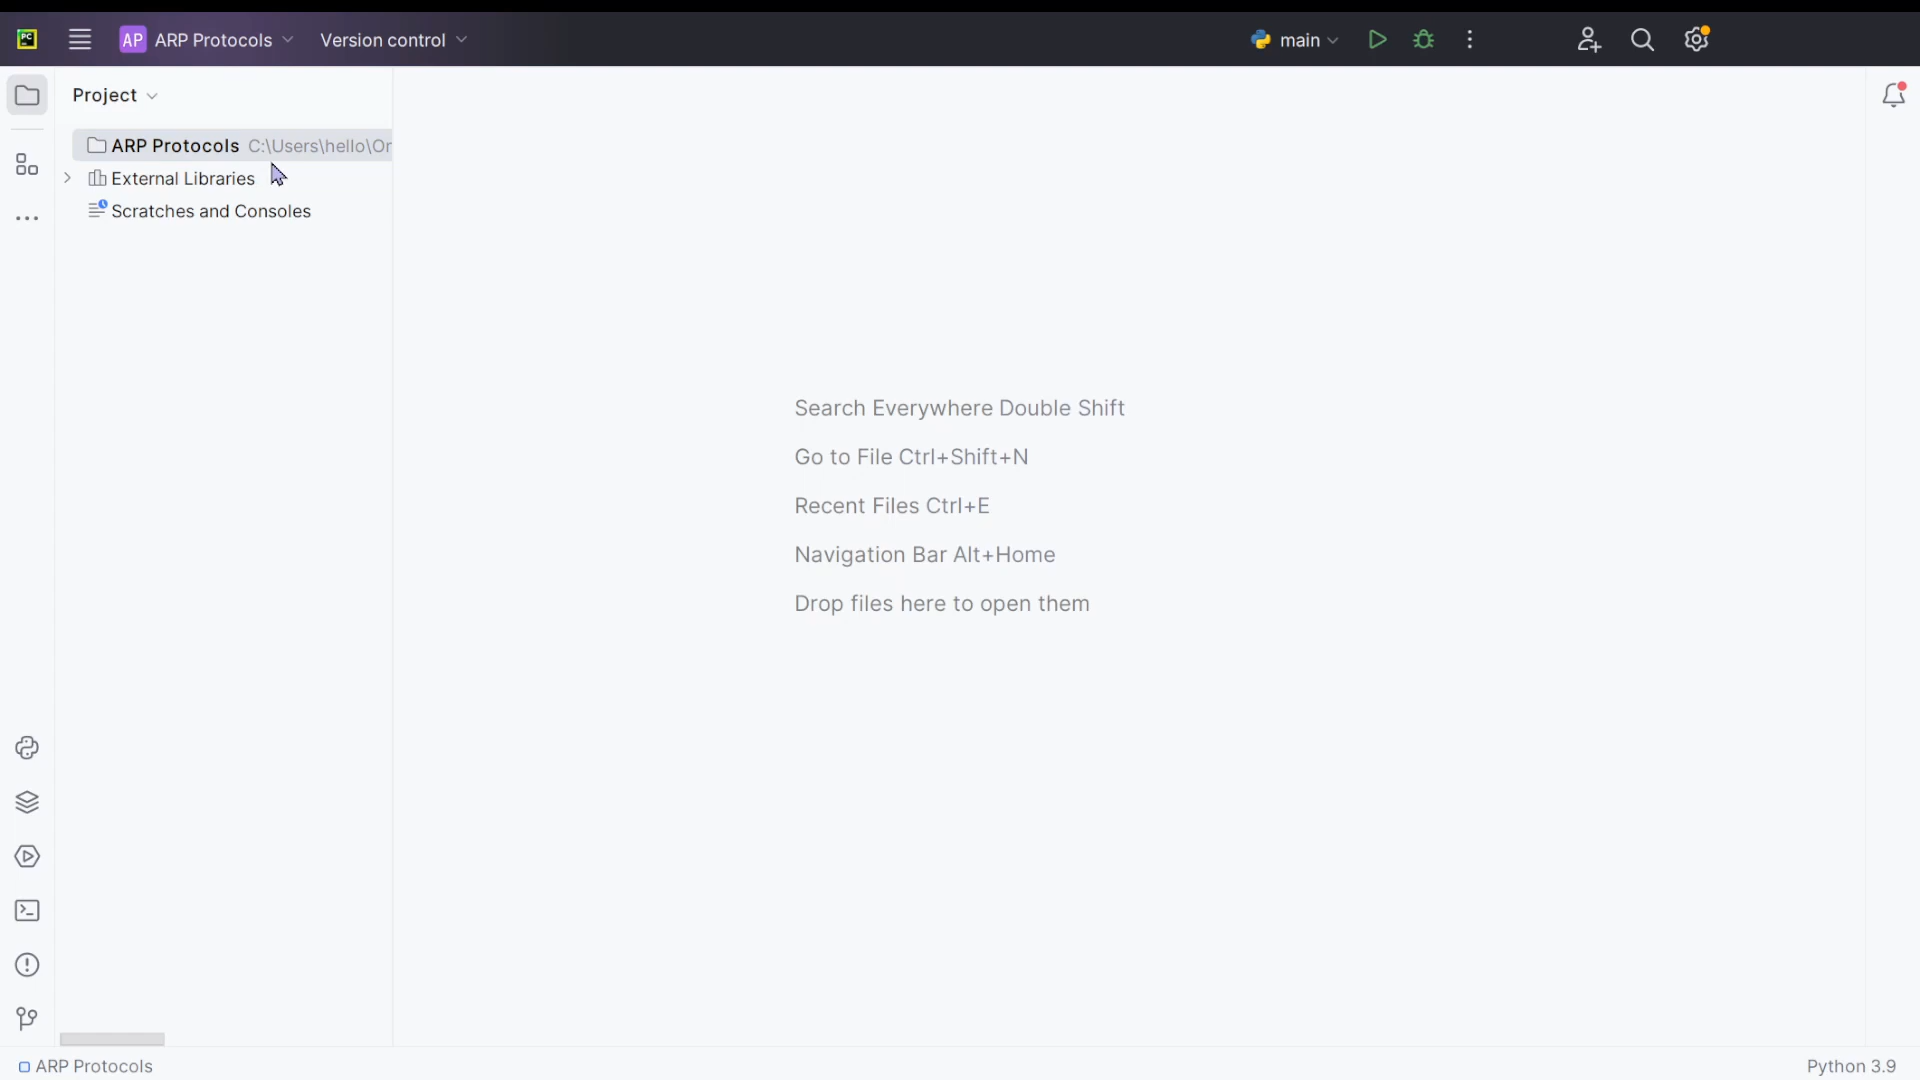 PC
AP ARP Protocols Version control main
Project
ARP Protocols C:\Users\hello\Or
External Libraries
Scratches and Consoles
Search Everywhere Double Shift
Go to File Ctrl+Shift+N
Recent Files Ctrl+E
Navigation Bar Alt+Home
Drop files here to open them
ARP Protocols Python 3.9